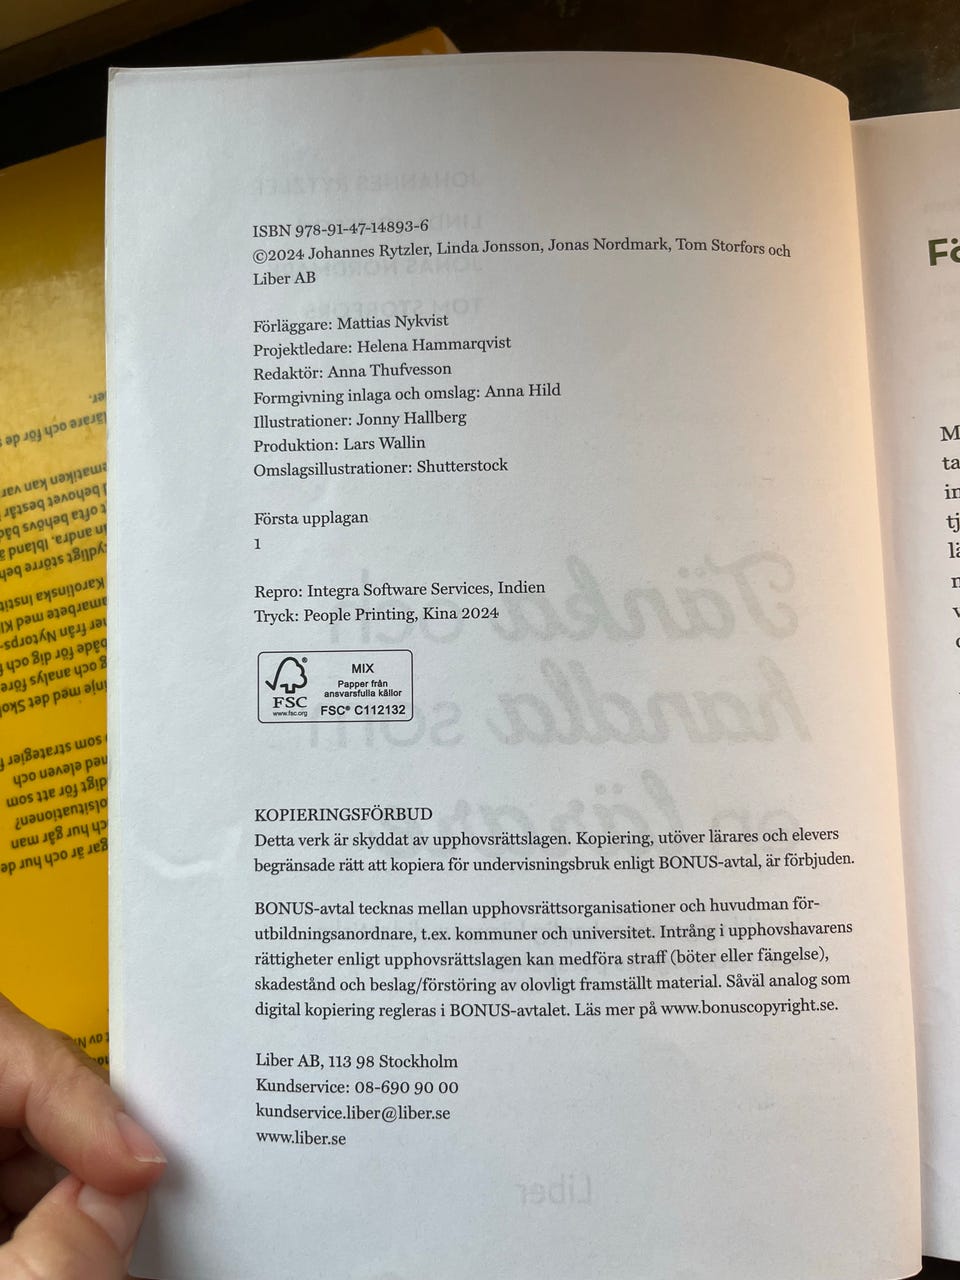 ISBN 978-91-47-14893-6
©2024 Johannes Rytzler, Linda Jonsson, Jonas Nordmark, Tom Storfors och
Liber AB
Förläggare: Mattias Nykvist
Projektledare: Helena Hammarqvist
Redaktör: Anna Thufvesson
Formgivning inlaga och omslag: Anna Hild
Illustrationer: Jonny Hallberg
Produktion: Lars Wallin
Omslagsillustrationer: Shutterstock
Första upplagan
1
Repro: Integra Software Services, Indien
Tryck: People Printing, Kina 2024
FSC
www.fsc.org
MIX
Papper från
ansvarsfulla källor
FSC® C112132
KOPIERINGSFÖRBUD
Detta verk är skyddat av upphovsrättslagen. Kopiering, utöver lärares och elevers
begränsade rätt att kopiera för undervisningsbruk enligt BONUS-avtal, är förbjuden.
BONUS-avtal tecknas mellan upphovsrättsorganisationer och huvudman för-
utbildningsanordnare, t.ex. kommuner och universitet. Intrång i upphovshavarens
rättigheter enligt upphovsrättslagen kan medföra straff (böter eller fängelse),
skadestånd och beslag/förstöring av olovligt framställt material. Såväl analog som
digital kopiering regleras i BONUS-avtalet. Läs mer på www.bonuscopyright.se.
Liber AB, 113 98 Stockholm
Kundservice: 08-690 90 00
kundservice.liber@liber.se
www.liber.se